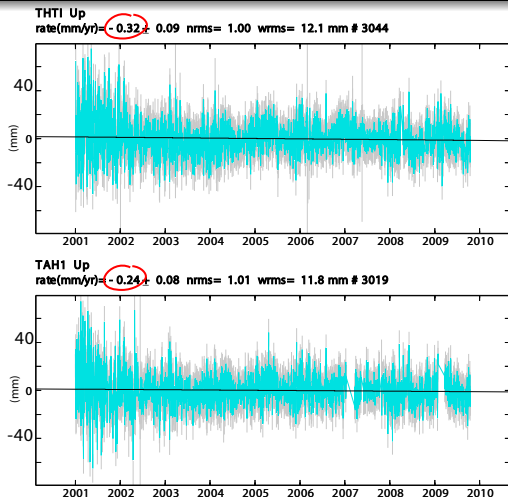 THTI Up
rate(mm/yr)= - 0.32 ± 0.09 nrms= 1.00 wrms= 12.1 mm # 3044
40
0
-40
(mm)
2001 2002 2003 2004 2005 2006 2007 2008 2009 2010
TAH1 Up
rate(mm/yr)= - 0.24 ± 0.08 nrms= 1.01 wrms= 11.8 mm # 3019
40
0
-40
(mm)
2001 2002 2003 2004 2005 2006 2007 2008 2009 2010